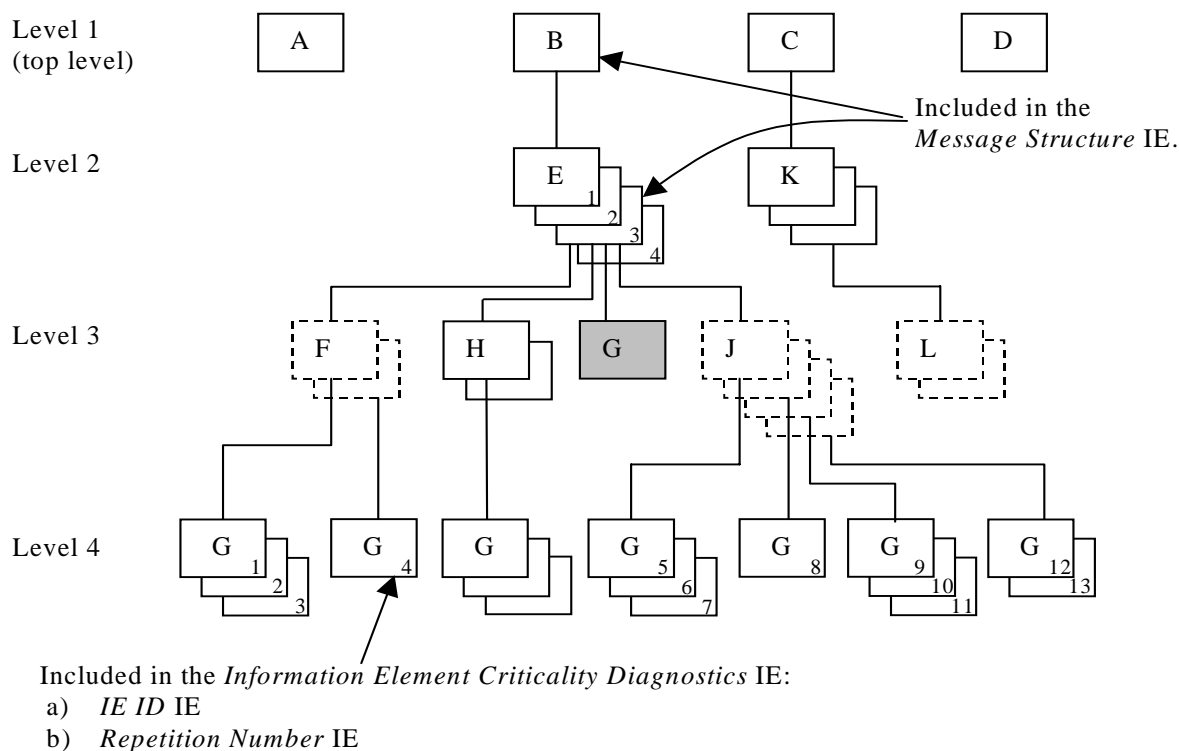 Level 1
(top level)
A
B
C
D
Included in the
Message Structure IE.
Level 2
E
1
2
3
4
K
Level 3
F
H
G
J
L
Level 4
G
1
2
3
G
4
G
G
5
6
7
G
8
G
9
10
11
G
12
13
Included in the Information Element Criticality Diagnostics IE:
a) IE ID IE
b) Repetition Number IE